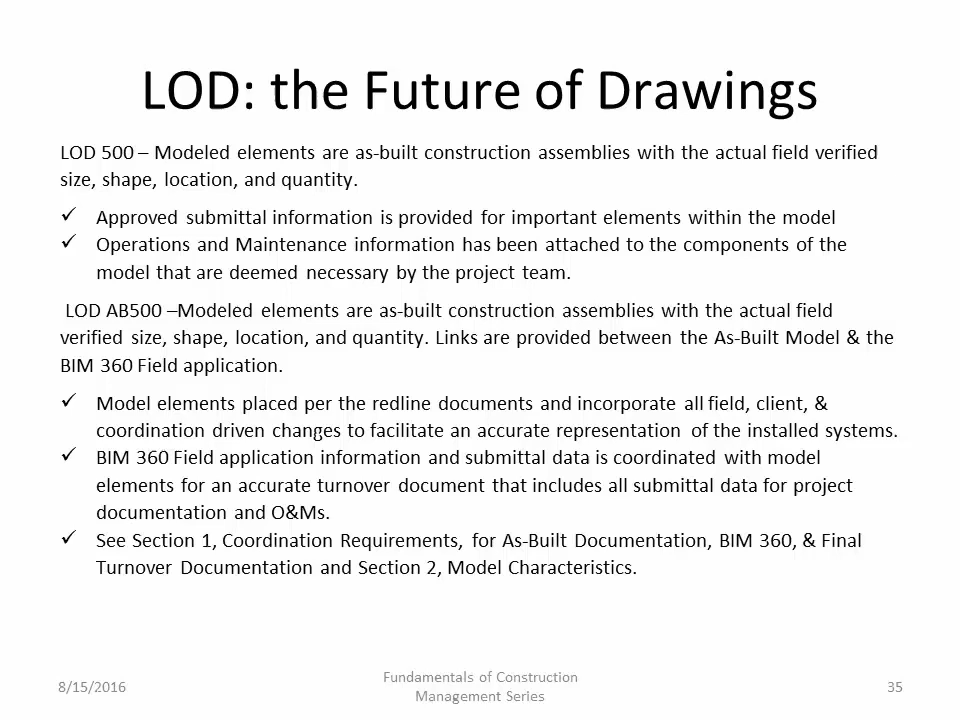 LOD: the Future of Drawings
LOD 500 – Modeled elements are as-built construction assemblies with the actual field verified
size, shape, location, and quantity.
✓ Approved submittal information is provided for important elements within the model
✓ Operations and Maintenance information has been attached to the components of the
model that are deemed necessary by the project team.
LOD AB500 –Modeled elements are as-built construction assemblies with the actual field
verified size, shape, location, and quantity. Links are provided between the As-Built Model & the
BIM 360 Field application.
✓ Model elements placed per the redline documents and incorporate all field, client, &
coordination driven changes to facilitate an accurate representation of the installed systems.
✓ BIM 360 Field application information and submittal data is coordinated with model
elements for an accurate turnover document that includes all submittal data for project
documentation and O&Ms.
✓ See Section 1, Coordination Requirements, for As-Built Documentation, BIM 360, & Final
Turnover Documentation and Section 2, Model Characteristics.
8/15/2016
Fundamentals of Construction
Management Series
35